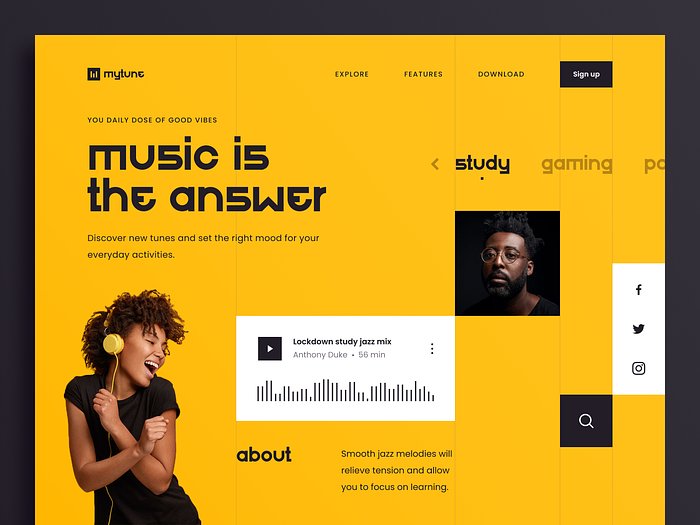 mytune
EXPLORE
FEATURES
DOWNLOAD
Sign up
YOU DAILY DOSE OF GOOD VIBES
music is
the answer
study
gaming
Discover new tunes and set the right mood for your
everyday activities.
Lockdown study jazz mix
Anthony Duke • 56 min
about
Smooth jazz melodies will
relieve tension and allow
you to focus on learning.